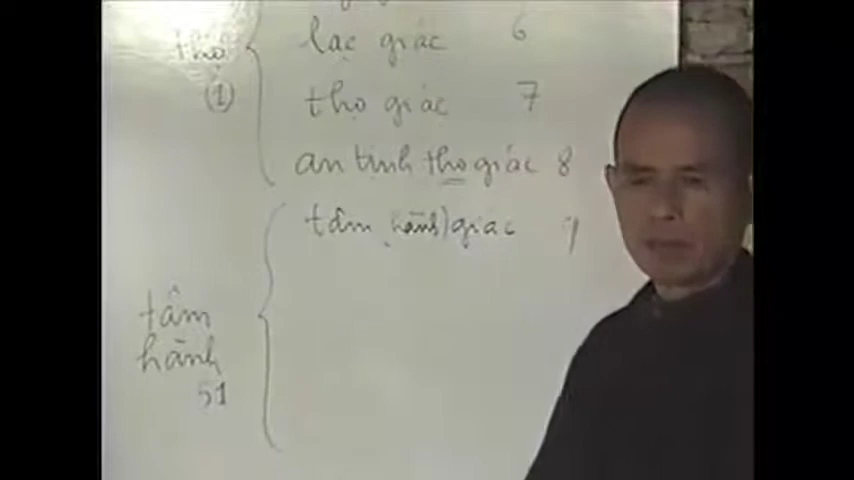 lạc giác 6
thọ
(1)
thọ giác 7
an tịnh thọ giác 8
tâm (hành) giác 9
tâm
hành
51